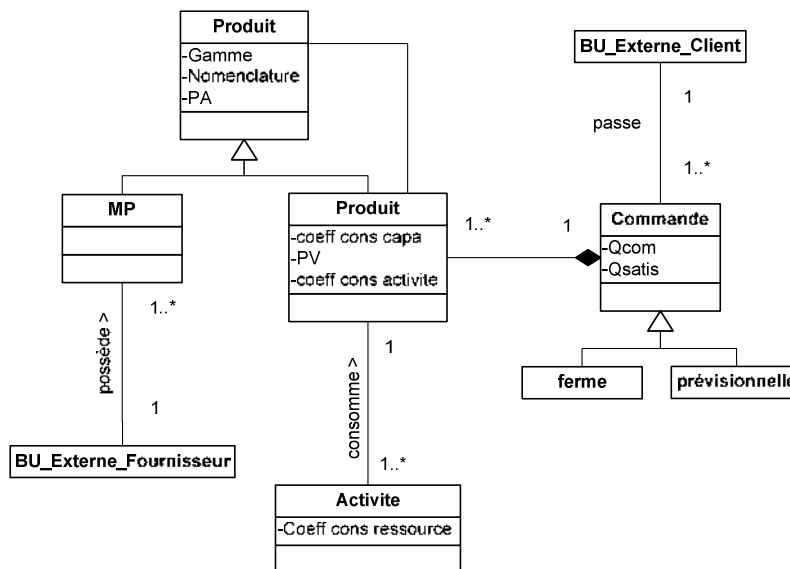 Produit
-Gamme
-Nomenclature
-PA
BU_Externe_Client
1
passe
1..*
MP
Produit
-coeff cons capa
-PV
-coeff cons activite
1..*
1
Commande
-Qcom
-Qsatis
1..*
possède >
1
BU_Externe_Fournisseur
1
consomme >
1..*
ferme
prévisionnelle
Activite
-Coeff cons ressource